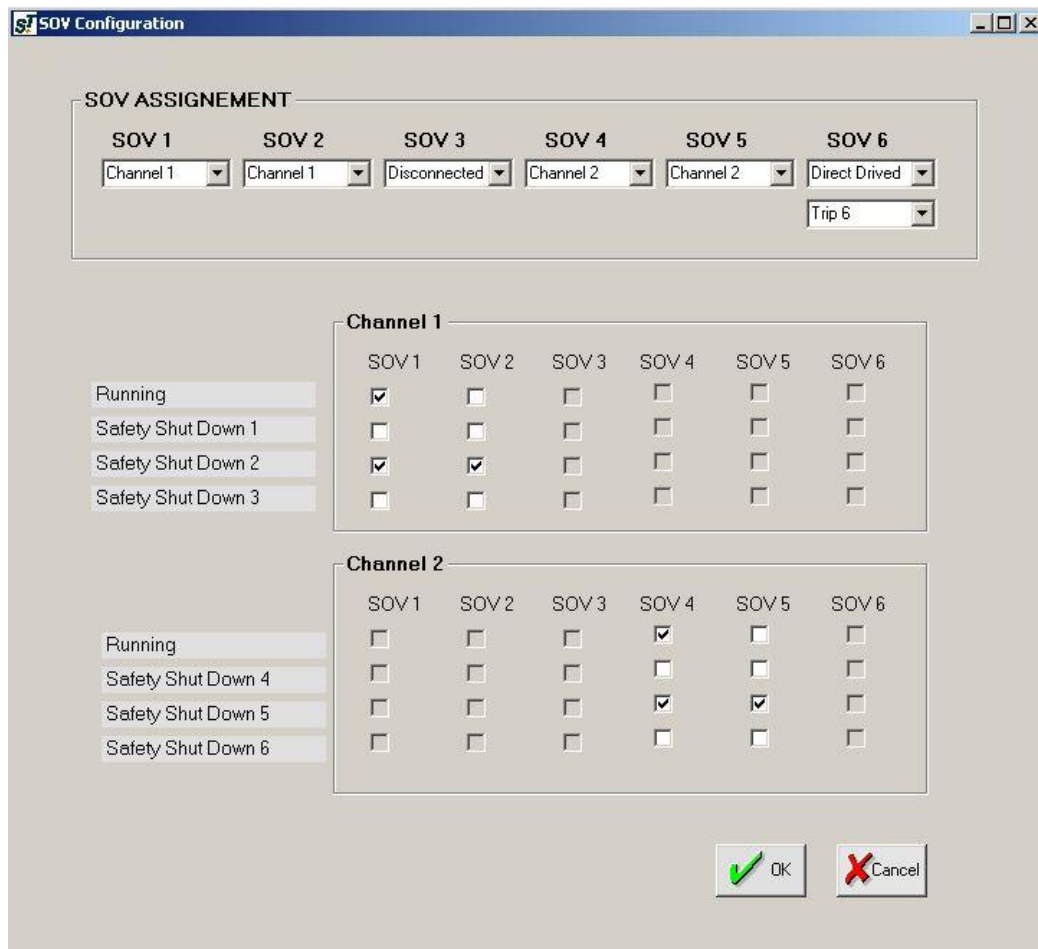 SOV Configuration
SOV ASSIGNEMENT
SOV 1 SOV 2 SOV 3 SOV 4 SOV 5 SOV 6
Channel 1 Channel 1 Disconnected Channel 2 Channel 2 Direct Drived
Trip 6
Channel 1
SOV 1 SOV 2 SOV 3 SOV 4 SOV 5 SOV 6
Running
Safety Shut Down 1
Safety Shut Down 2
Safety Shut Down 3
Channel 2
SOV 1 SOV 2 SOV 3 SOV 4 SOV 5 SOV 6
Running
Safety Shut Down 4
Safety Shut Down 5
Safety Shut Down 6
OK Cancel